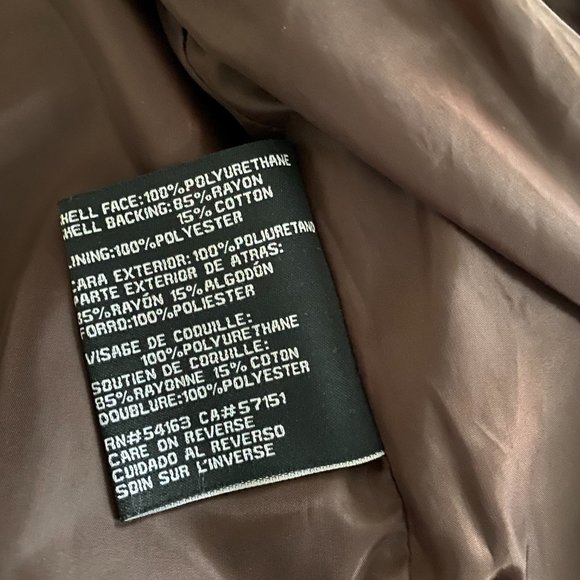 HELL FACE:100%POLYURETHANE
HELL BACKING:85%RAYON
15% COTTON
INING:100%POLYESTER
CARA EXTERIOR:100%POLIURETANO
PARTE EXTERIOR DE ATRAS:
85%RAYÓN 15%ALGODÓN
FORRO:100%POLIESTER
VISAGE DE COQUILLE:
100%POLYURETHANE
SOUTIEN DE COQUILLE:
85%RAYONNE 15% COTON
DOUBLURE:100%POLYESTER
RN#54163 CA#57151
CARE ON REVERSE
CUIDADO AL REVERSO
SOIN SUR L'INVERSE